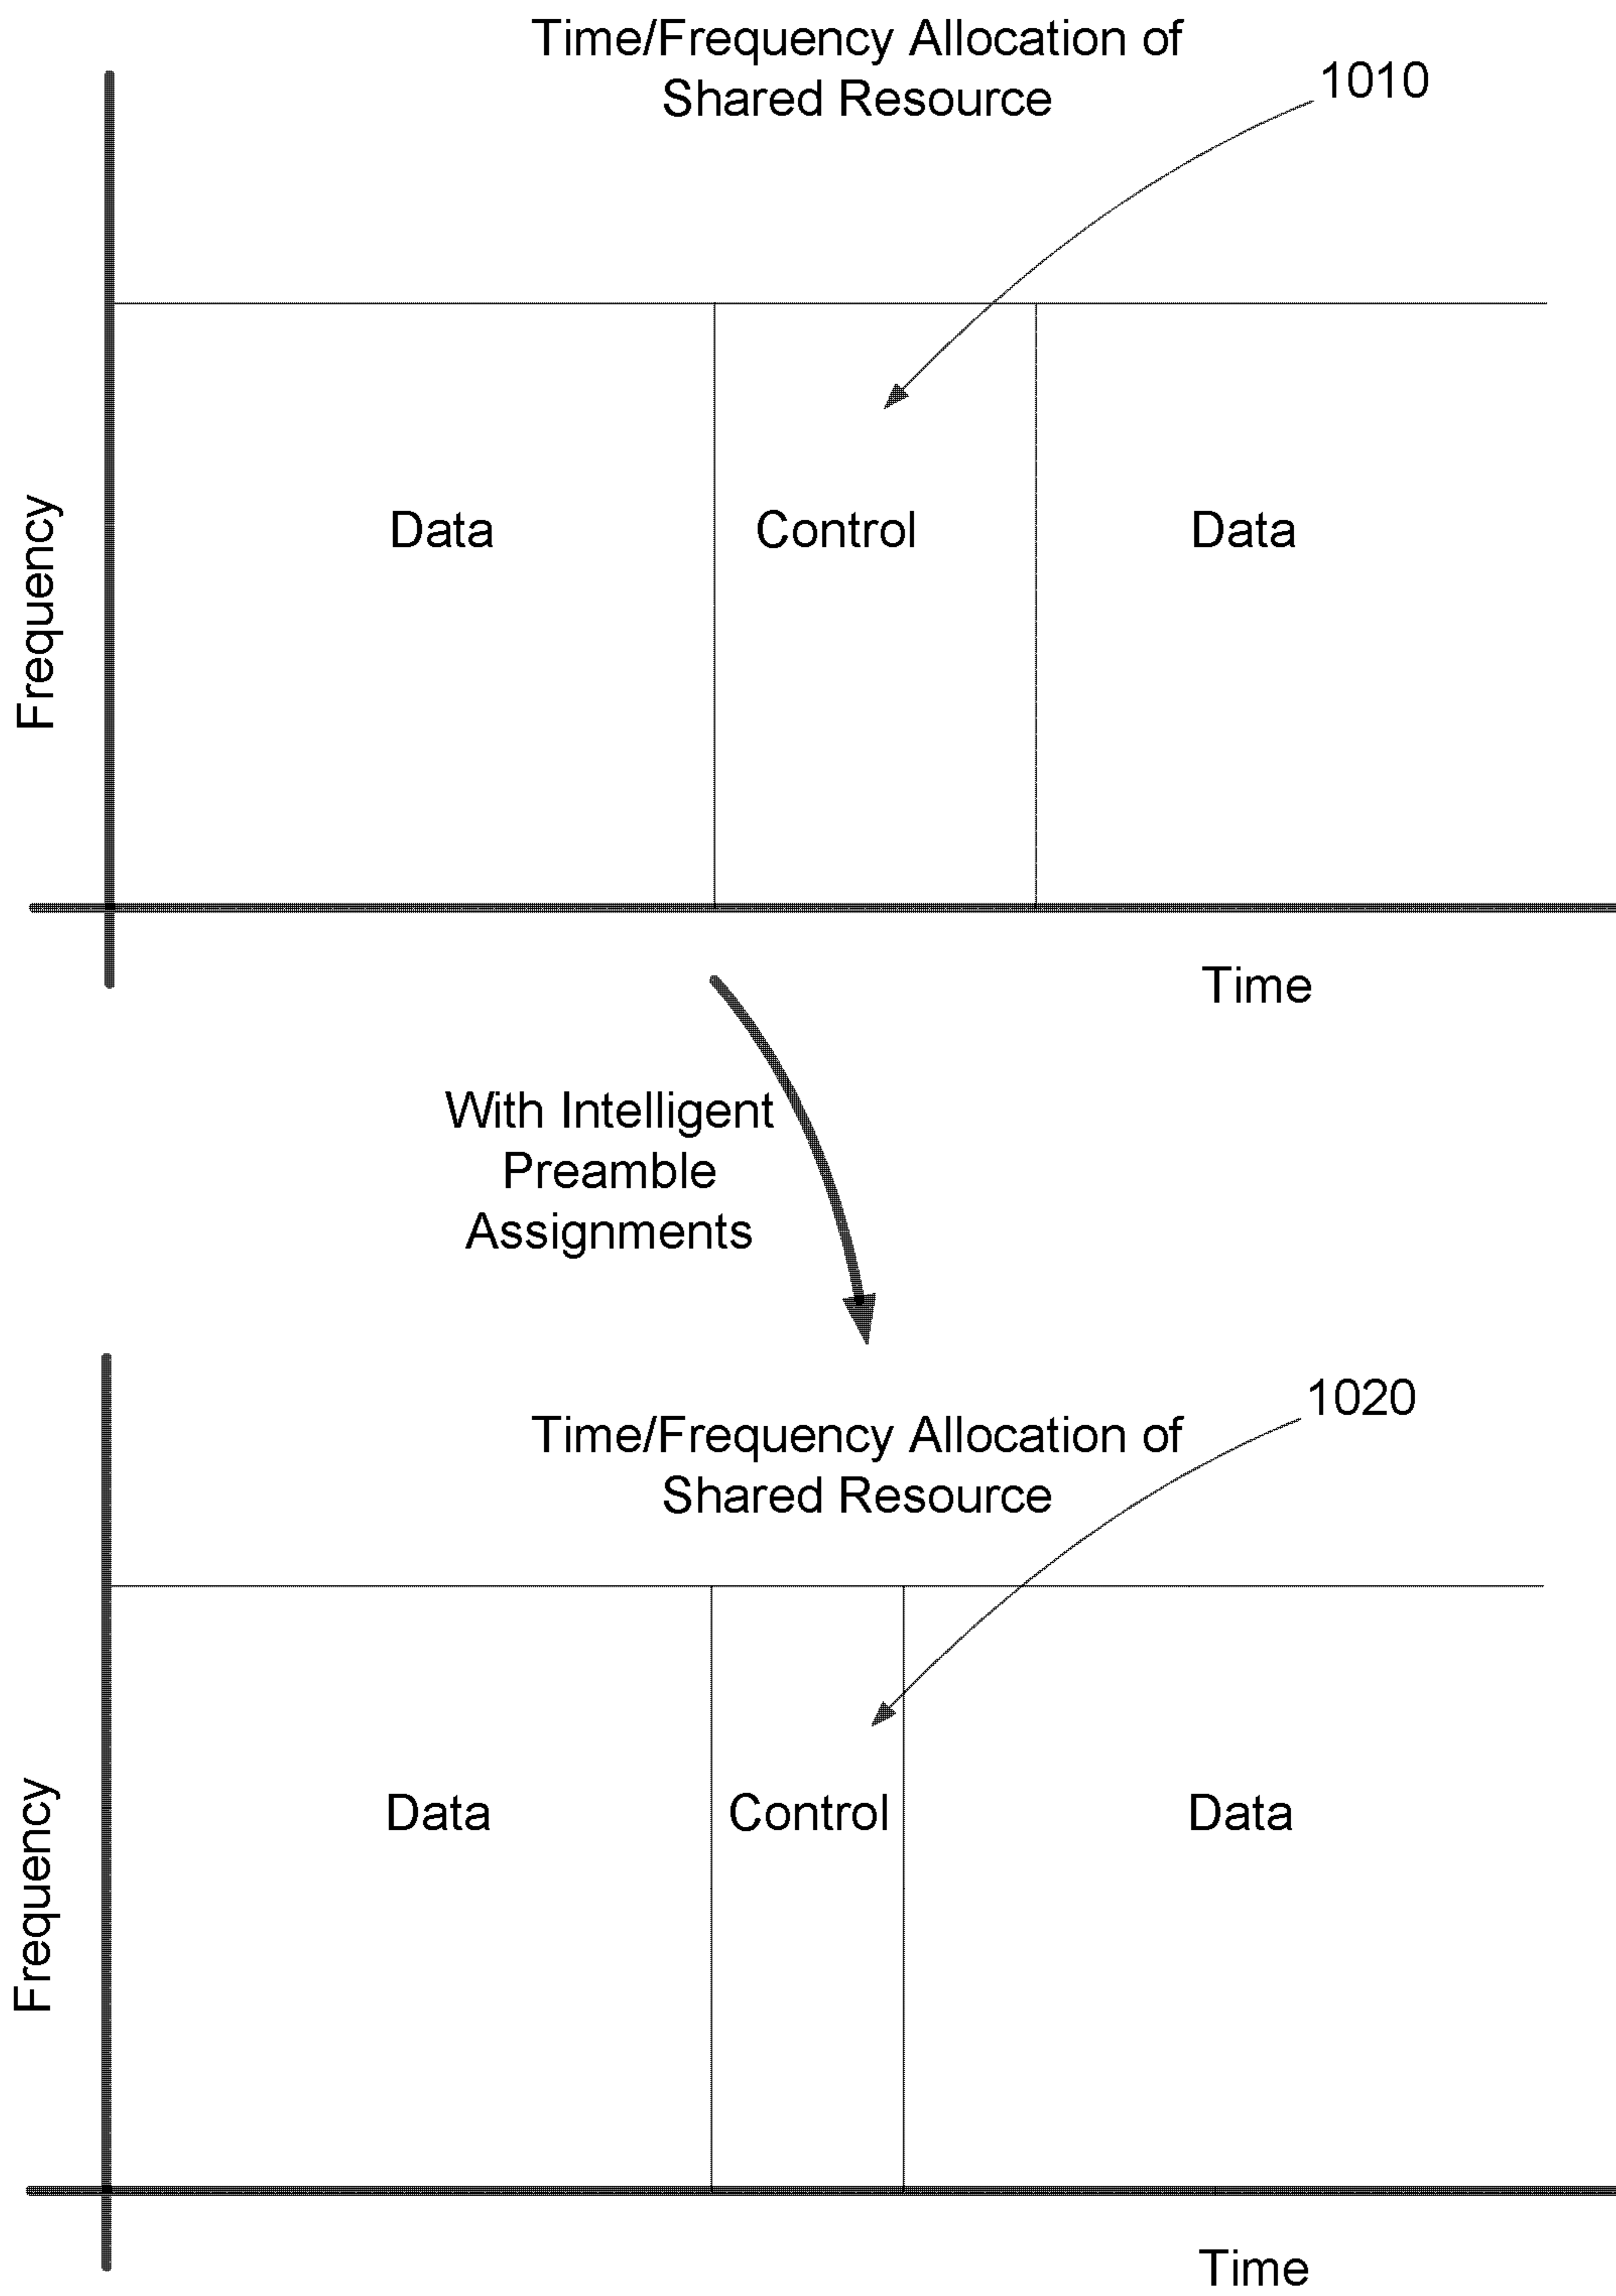 Time/Frequency Allocation of
Shared Resource
1010
Frequency
Data
Control
Data
Time
With Intelligent
Preamble
Assignments
1020
Time/Frequency Allocation of
Shared Resource
Frequency
Data
Control
Data
Time